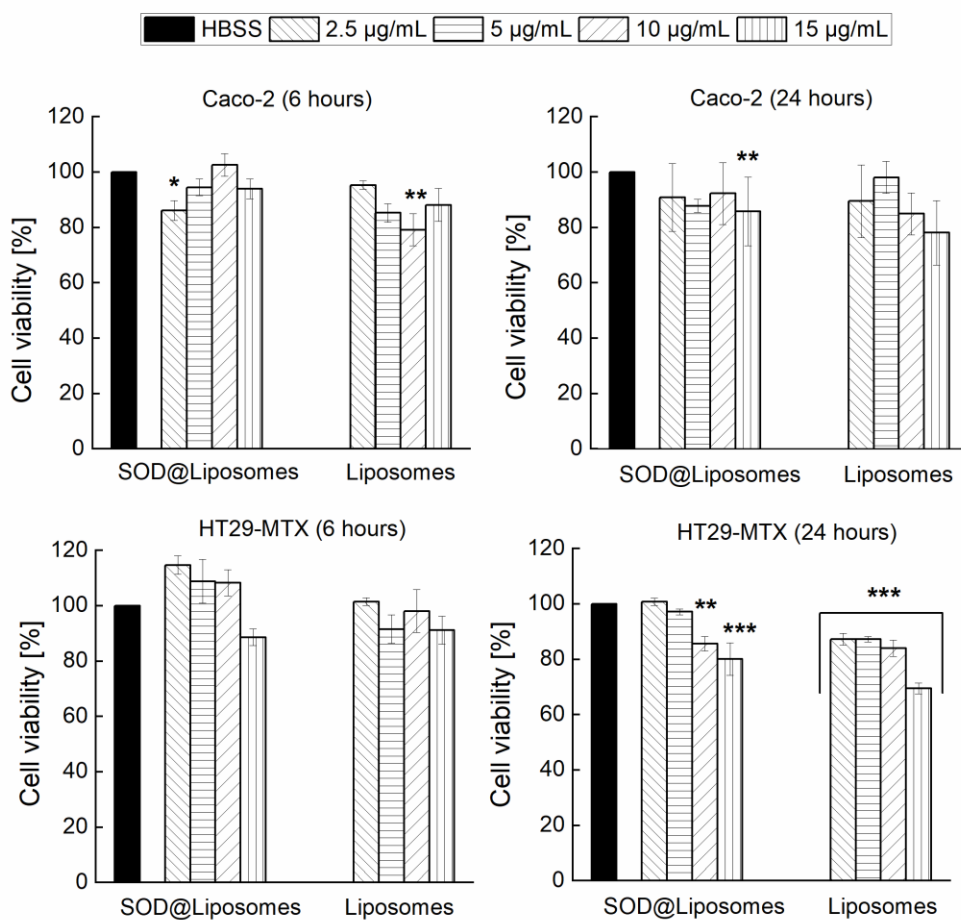 HBSS 2.5 µg/mL 5 µg/mL 10 µg/mL 15 µg/mL
Caco-2 (6 hours)
Cell viability [%]
120
100
80
60
40
20
0
*
**
SOD@Liposomes Liposomes
Caco-2 (24 hours)
Cell viability [%]
120
100
80
60
40
20
0
**
SOD@Liposomes Liposomes
HT29-MTX (6 hours)
Cell viability [%]
120
100
80
60
40
20
0
SOD@Liposomes Liposomes
HT29-MTX (24 hours)
Cell viability [%]
120
100
80
60
40
20
0
**
***
***
SOD@Liposomes Liposomes